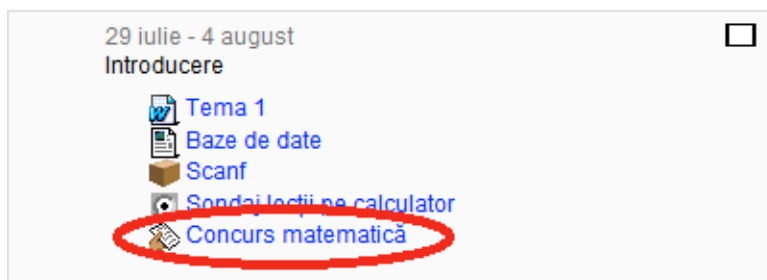 29 iulie - 4 august
Introducere
Tema 1
Baze de date
Scanf
Sondaj lecții pe calculator
Concurs matematică